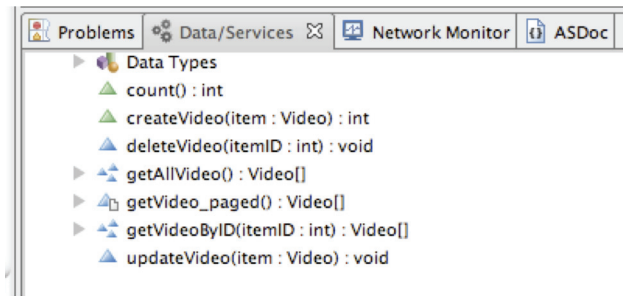 Problems Data/Services Network Monitor ASDoc
Data Types
count() : int
createVideo(item : Video) : int
deleteVideo(itemID : int) : void
getAllVideo() : Video[]
getVideo_paged() : Video[]
getVideoByID(itemID : int) : Video[]
updateVideo(item : Video) : void